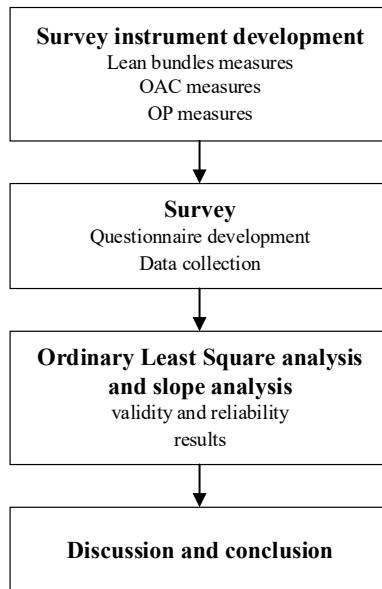 Survey instrument development
Lean bundles measures
OAC measures
OP measures
Survey
Questionnaire development
Data collection
Ordinary Least Square analysis
and slope analysis
validity and reliability
results
Discussion and conclusion